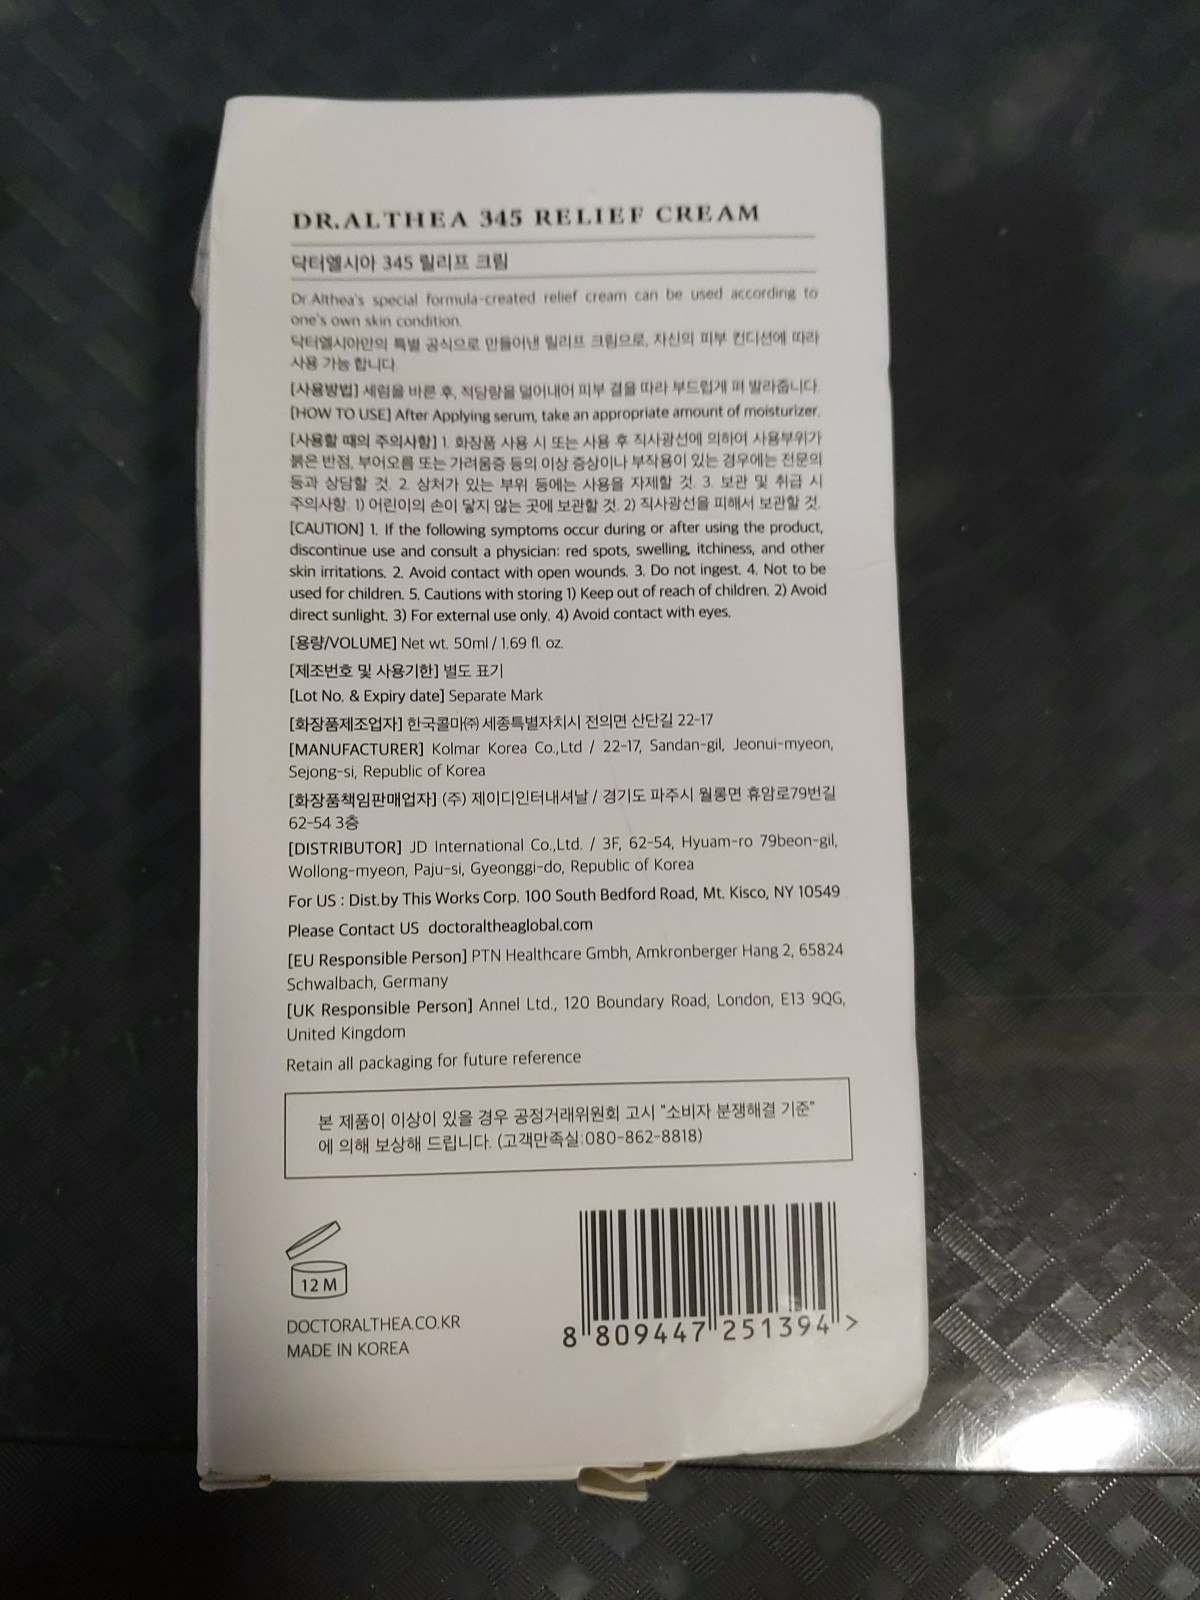 DR.ALTHEA 345 RELIEF CREAM
닥터엘시아 345 릴리프 크림
Dr.Althea's special formula-created relief cream can be used according to
one's own skin condition.
닥터엘시아만의 특별 공식으로 만들어낸 릴리프 크림으로, 자신의 피부 컨디션에 따라
사용 가능 합니다.
[사용방법] 세럼을 바른 후, 적당량을 덜어내어 피부 결을 따라 부드럽게 펴 발라줍니다.
[HOW TO USE] After Applying serum, take an appropriate amount of moisturizer.
[사용할 때의 주의사항] 1. 화장품 사용 시 또는 사용 후 직사광선에 의하여 사용부위가
붉은 반점, 부어오름 또는 가려움증 등의 이상 증상이나 부작용이 있는 경우에는 전문의
등과 상담할 것. 2. 상처가 있는 부위 등에는 사용을 자제할 것. 3. 보관 및 취급 시
주의사항. 1) 어린이의 손이 닿지 않는 곳에 보관할 것. 2) 직사광선을 피해서 보관할 것.
[CAUTION] 1. If the following symptoms occur during or after using the product,
discontinue use and consult a physician: red spots, swelling, itchiness, and other
skin irritations. 2. Avoid contact with open wounds. 3. Do not ingest. 4. Not to be
used for children. 5. Cautions with storing 1) Keep out of reach of children. 2) Avoid
direct sunlight. 3) For external use only. 4) Avoid contact with eyes.
[용량/VOLUME] Net wt. 50ml / 1.69 fl. oz.
[제조번호 및 사용기한] 별도 표기
[Lot No. & Expiry date] Separate Mark
[화장품제조업자] 한국콜마㈜ 세종특별자치시 전의면 산단길 22-17
[MANUFACTURER] Kolmar Korea Co.,Ltd / 22-17, Sandan-gil, Jeonui-myeon,
Sejong-si, Republic of Korea
[화장품책임판매업자] (주) 제이디인터내셔날 / 경기도 파주시 월롱면 휴암로79번길
62-54 3층
[DISTRIBUTOR] JD International Co.,Ltd. / 3F, 62-54, Hyuam-ro 79beon-gil,
Wollong-myeon, Paju-si, Gyeonggi-do, Republic of Korea
For US : Dist.by This Works Corp. 100 South Bedford Road, Mt. Kisco, NY 10549
Please Contact US doctoraltheaglobal.com
[EU Responsible Person] PTN Healthcare Gmbh, Amkronberger Hang 2, 65824
Schwalbach, Germany
[UK Responsible Person] Annel Ltd., 120 Boundary Road, London, E13 9QG,
United Kingdom
Retain all packaging for future reference
본 제품이 이상이 있을 경우 공정거래위원회 고시 "소비자 분쟁해결 기준"
에 의해 보상해 드립니다. (고객만족실:080-862-8818)
12 M
DOCTORALTHEA.CO.KR
MADE IN KOREA
8 809447 251394 >